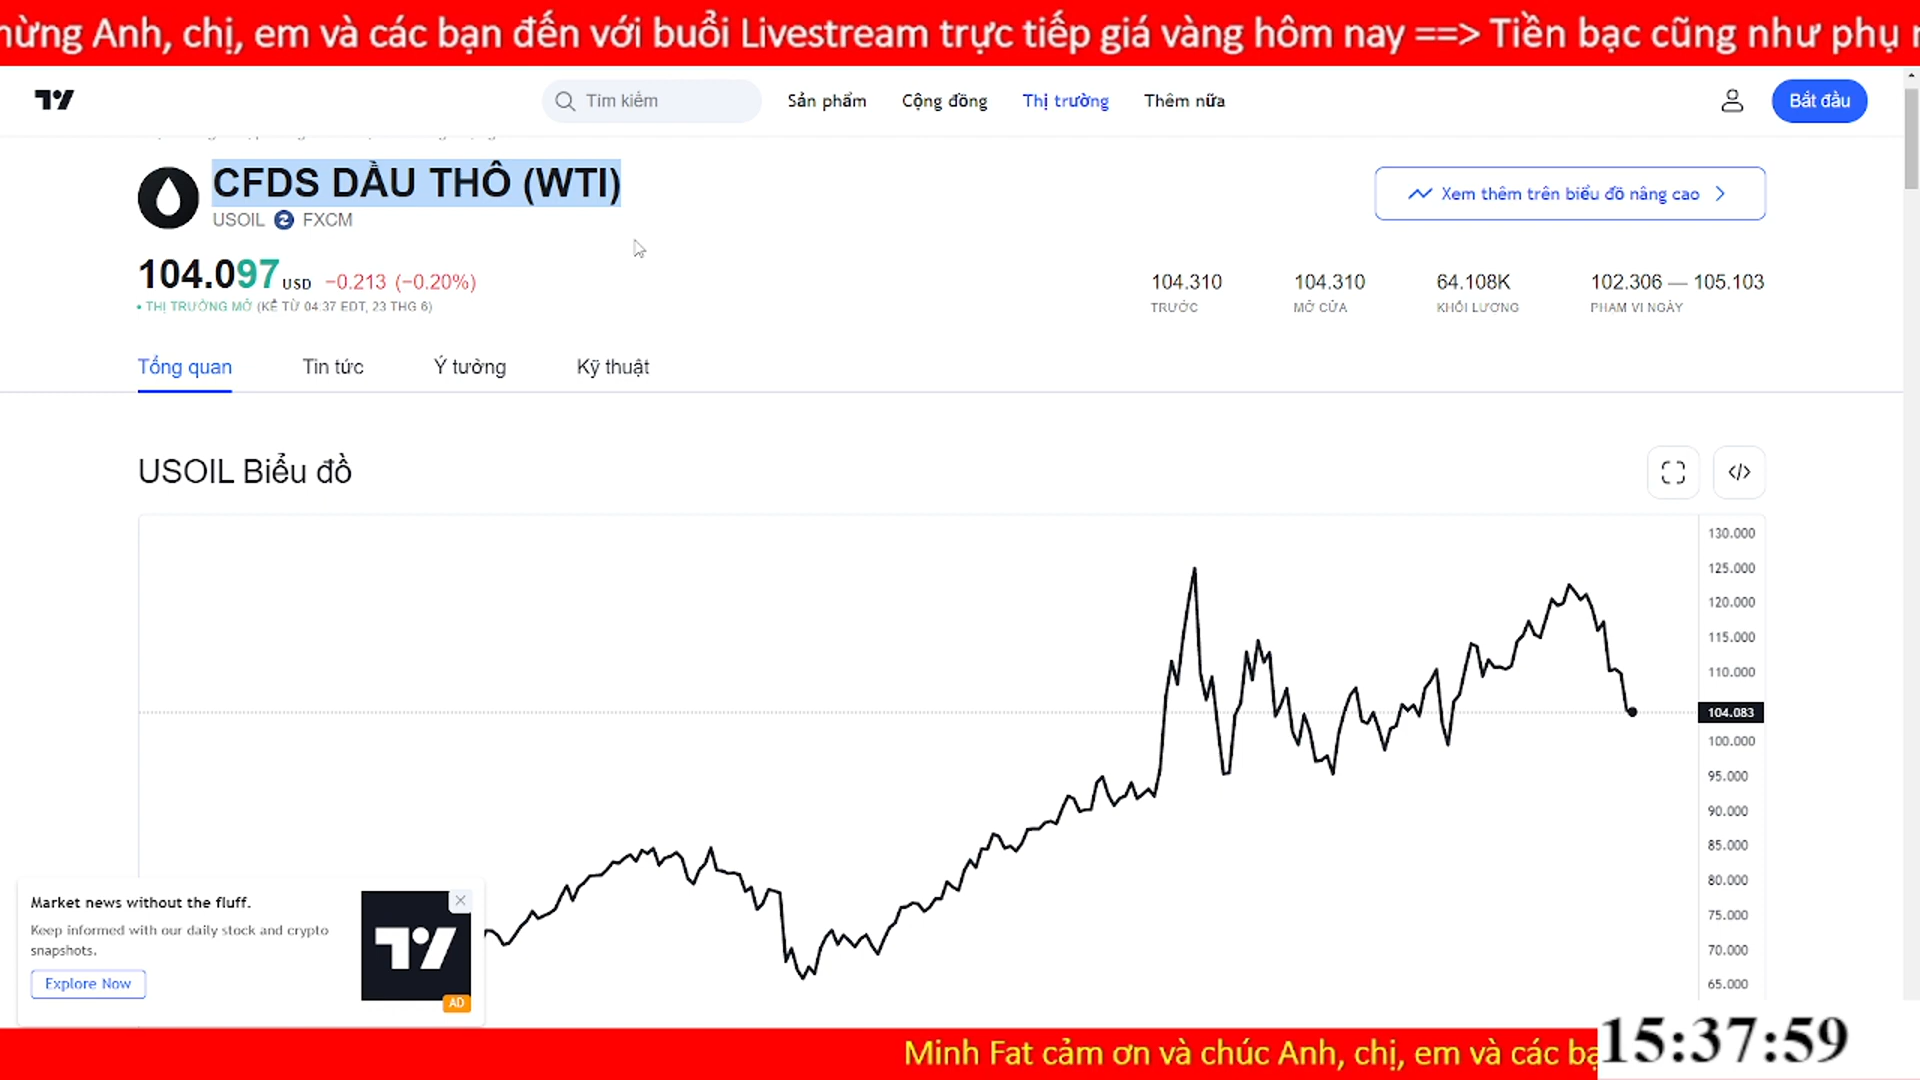 hừng Anh, chị, em và các bạn đến với buổi Livestream trực tiếp giá vàng hôm nay ==> Tiền bạc cũng như phụ
Tìm kiếm
Sản phẩm
Cộng đồng
Thị trường
Thêm nữa
Bắt đầu
CFDS DẦU THÔ (WTI)
USOIL FXCM
Xem thêm trên biểu đồ nâng cao
104.097 USD −0.213 (−0.20%)
• THỊ TRƯỜNG MỞ (KỂ TỪ 04:37 EDT, 23 THG 6)
104.310
TRƯỚC
104.310
MỞ CỬA
64.108K
KHỐI LƯỢNG
102.306 — 105.103
PHẠM VI NGÀY
Tổng quan
Tin tức
Ý tưởng
Kỹ thuật
USOIL Biểu đồ
130.000
125.000
120.000
115.000
110.000
104.083
100.000
95.000
90.000
85.000
80.000
75.000
70.000
65.000
Market news without the fluff.
Keep informed with our daily stock and crypto
snapshots.
Explore Now
AD
Minh Fat cảm ơn và chúc Anh, chị, em và các bạ
15:37:59